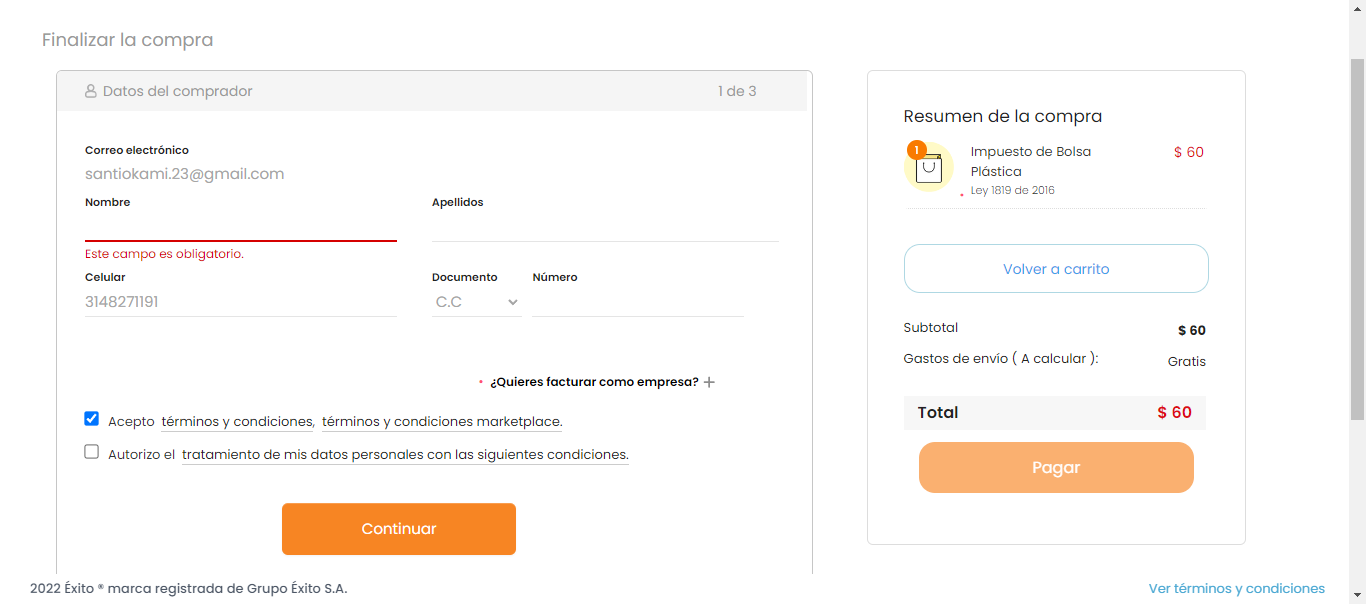 Finalizar la compra
Datos del comprador
1 de 3
Correo electrónico
santiokami.23@gmail.com
Nombre
Apellidos
Este campo es obligatorio.
Celular
Documento
Número
3148271191
C.C
* ¿Quieres facturar como empresa? +
Acepto términos y condiciones, términos y condiciones marketplace.
Autorizo el tratamiento de mis datos personales con las siguientes condiciones.
Continuar
Resumen de la compra
1
Impuesto de Bolsa
Plástica
$ 60
* Ley 1819 de 2016
Volver a carrito
Subtotal
$ 60
Gastos de envío ( A calcular ):
Gratis
Total
$ 60
Pagar
2022 Éxito ® marca registrada de Grupo Éxito S.A.
Ver términos y condiciones